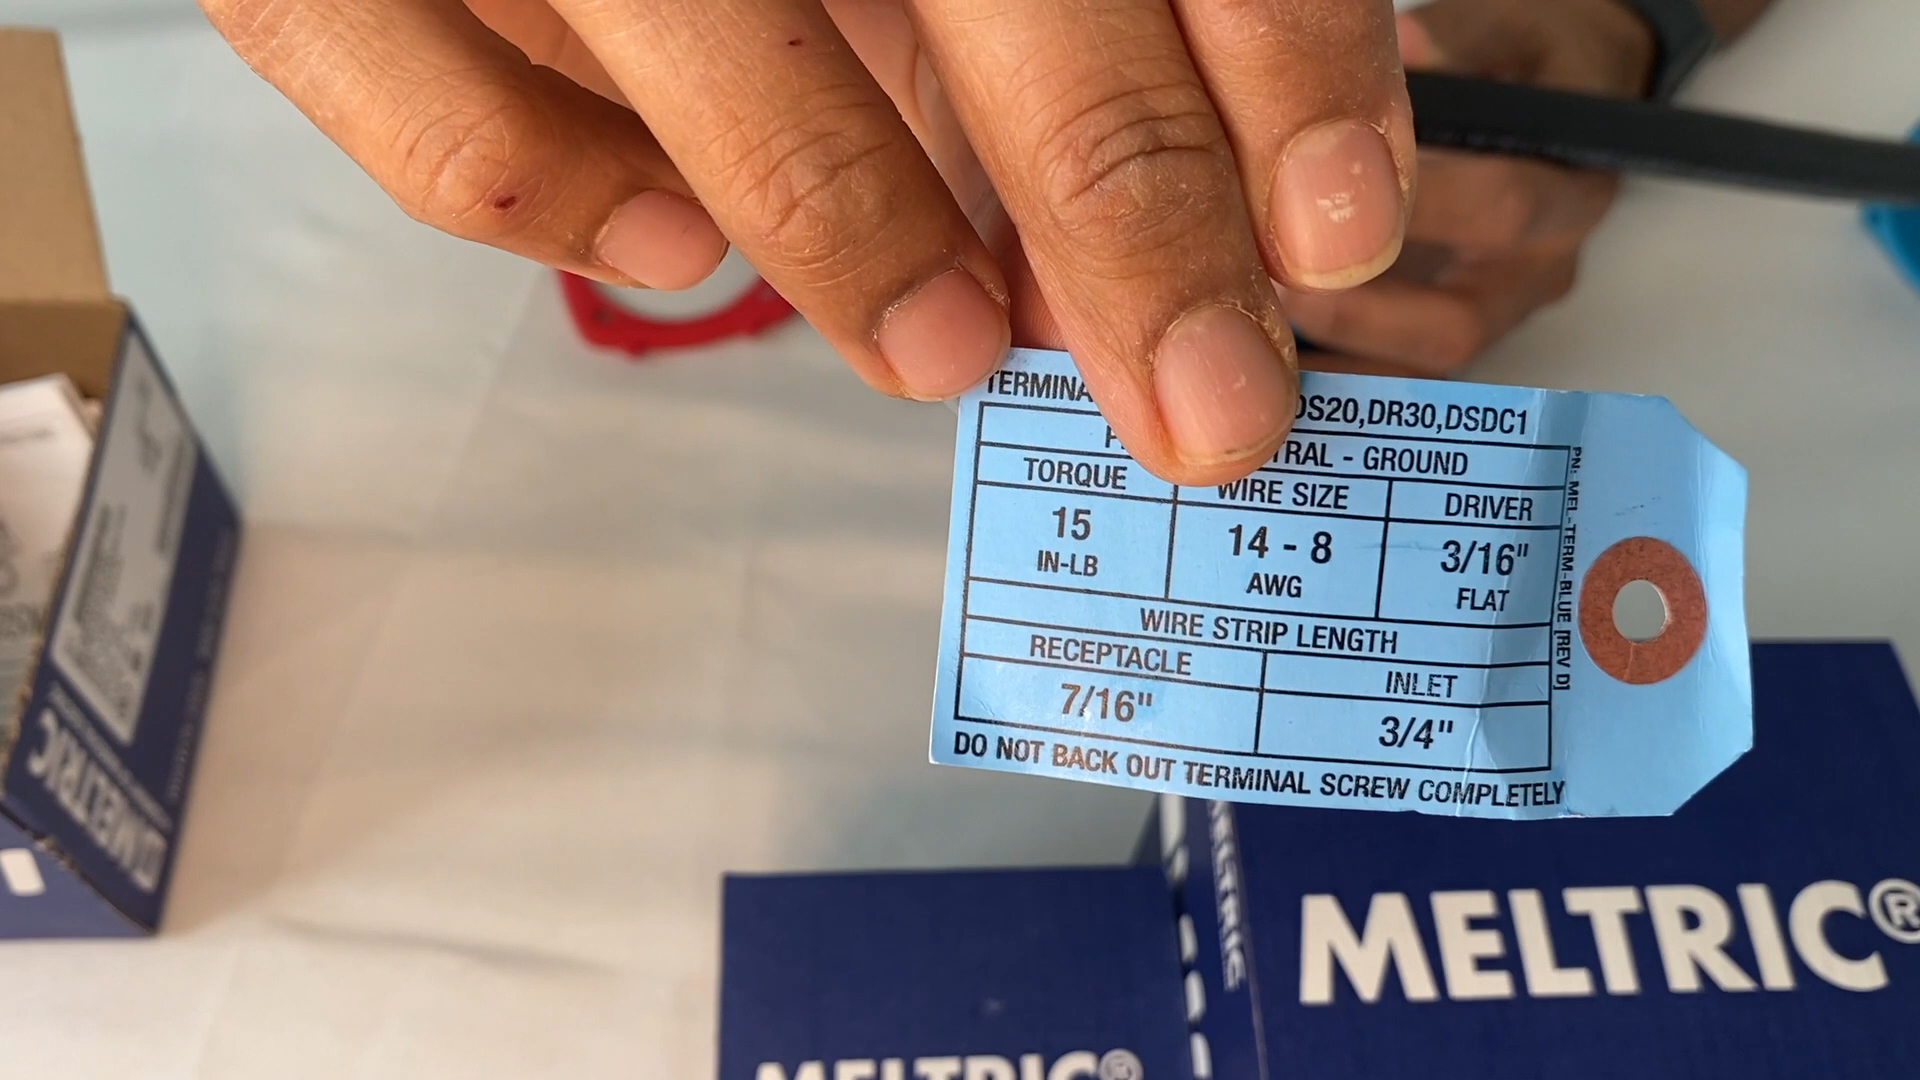 TERMINA DS20,DR30,DSDC1
TRAL - GROUND
TORQUE WIRE SIZE DRIVER
15 14 - 8 3/16"
IN-LB AWG FLAT
WIRE STRIP LENGTH
RECEPTACLE INLET
7/16" 3/4"
DO NOT BACK OUT TERMINAL SCREW COMPLETELY
PN: MEL-TERM-BLUE [REV D]
MELTRIC®
MELTRIC®
MELTRIC
MELTRIC